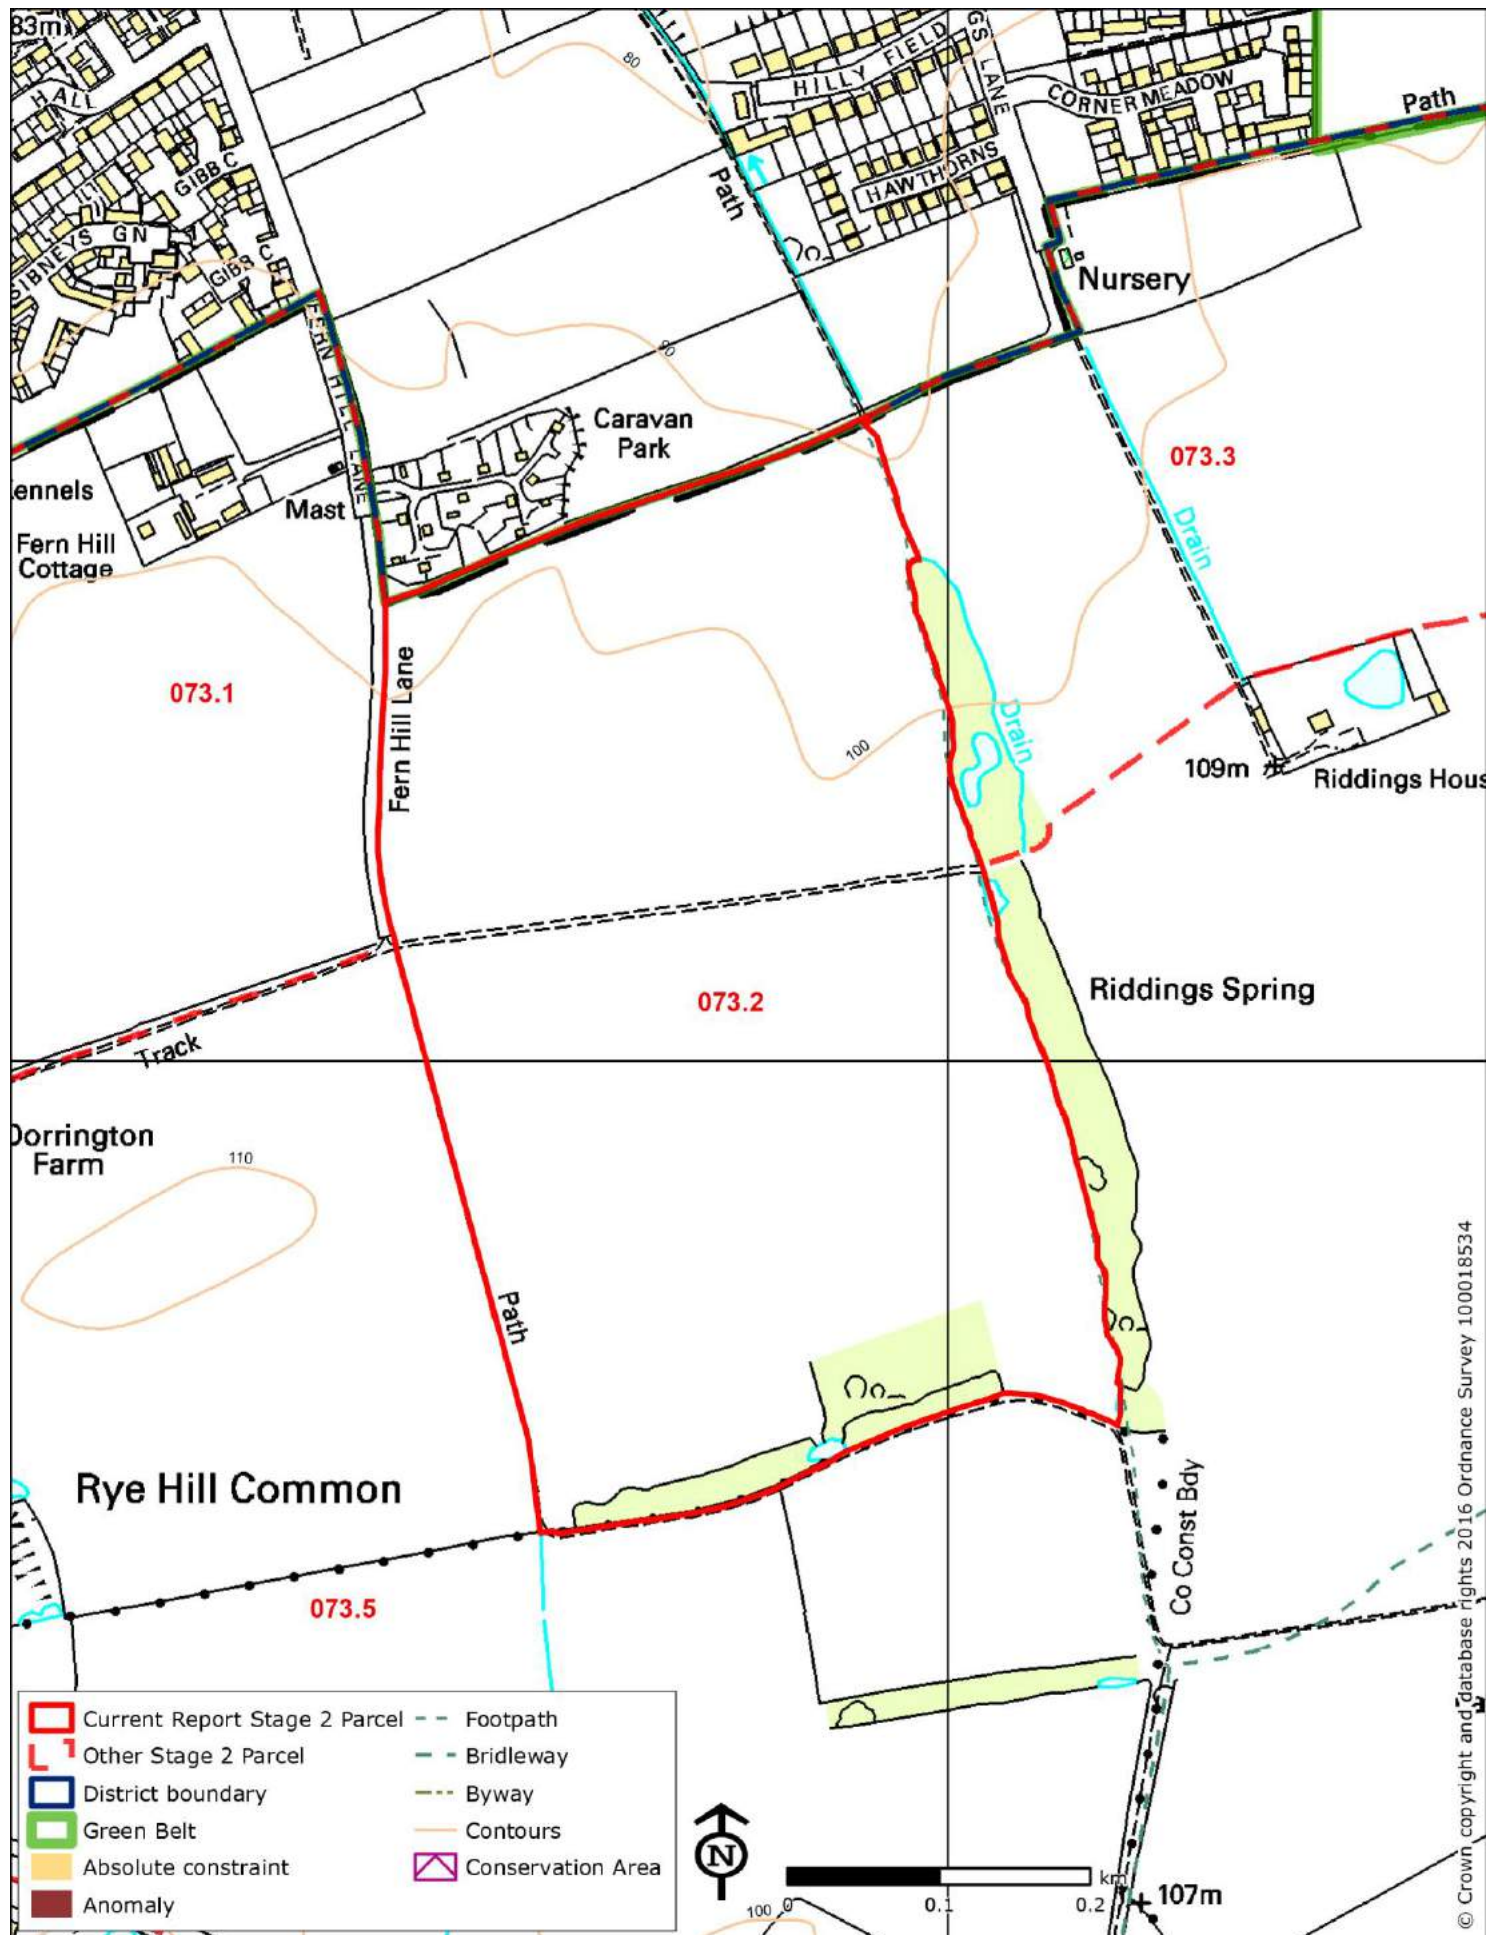 83m
80
HILLY FIELD
GS LANE
CORNER MEADOW
Path
HALL
GIBB C
Path
HAWTHORNS
SIBNEYS GN
GIBB C
Nursery
FERN HILL LANE
80
Caravan
Park
073.3
ennels
Mast
Drain
Fern Hill
Cottage
073.1
Fern Hill Lane
Drain
100
109m
Riddings Hous
Riddings Spring
073.2
Track
Dorrington
Farm
110
Path
Rye Hill Common
Co Const Bdy
073.5
Current Report Stage 2 Parcel
Other Stage 2 Parcel
District boundary
Green Belt
Absolute constraint
Anomaly
Footpath
Bridleway
Byway
Contours
Conservation Area
N
km
0
0.1
0.2
107m
100
© Crown copyright and database rights 2016 Ordnance Survey 100018534